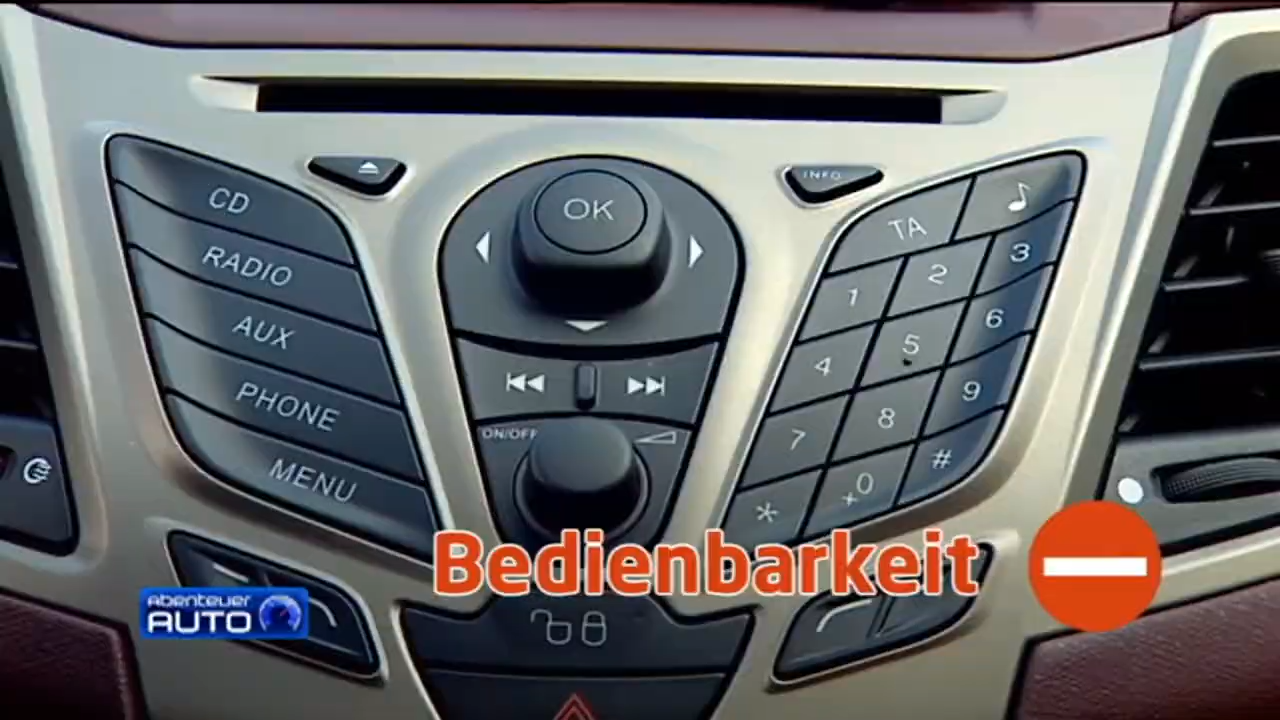 INFO
CD
OK
TA
RADIO
1 2 3
AUX
4 5 6
PHONE
ON/OFF
7 8 9
MENU
* +0 #
Bedienbarkeit
Abenteuer
AUTO